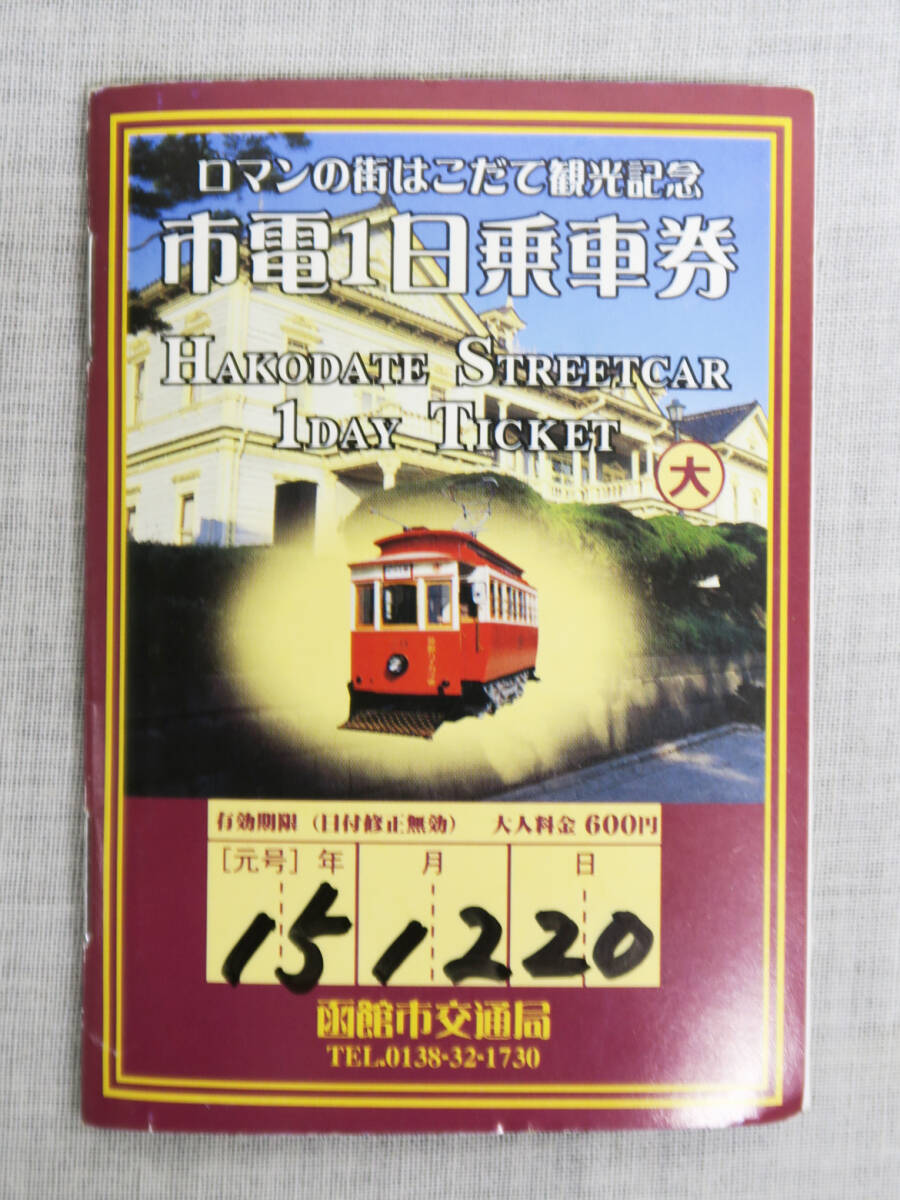 ロマンの街はこだて観光記念
市電1日乗車券
HAKODATE STREETCAR
1DAY TICKET
大
有効期限 (日付修正無効) 大人料金 600円
[元号] 年 月 日
15 12 20
函館市交通局
TEL.0138-32-1730